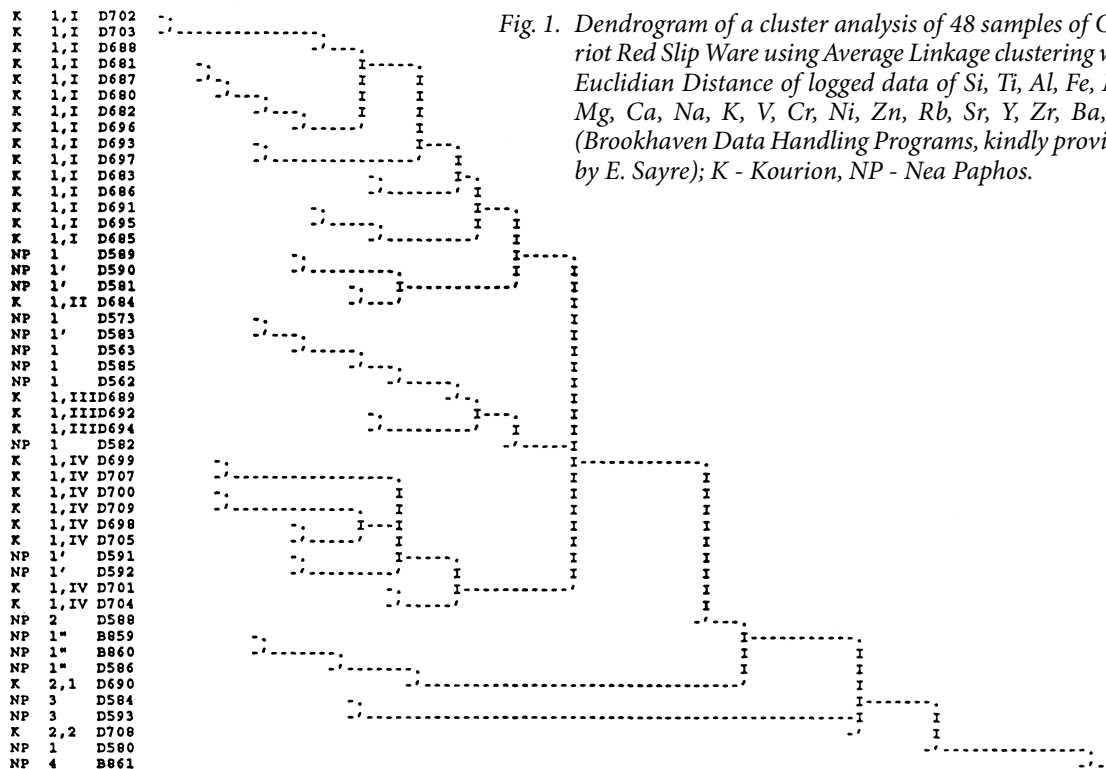 K 1,I D702
K 1,I D703
K 1,I D688
K 1,I D681
K 1,I D687
K 1,I D680
K 1,I D682
K 1,I D696
K 1,I D693
K 1,I D697
K 1,I D683
K 1,I D686
K 1,I D691
K 1,I D695
K 1,I D685
NP 1 D589
NP 1' D590
NP 1' D581
K 1,II D684
NP 1 D573
NP 1' D583
NP 1 D563
NP 1 D585
NP 1 D562
K 1,IIID689
K 1,IIID692
K 1,IIID694
NP 1 D582
K 1,IV D699
K 1,IV D707
K 1,IV D700
K 1,IV D709
K 1,IV D698
K 1,IV D705
NP 1' D591
NP 1' D592
K 1,IV D701
K 1,IV D704
NP 2 D588
NP 1" B859
NP 1" B860
NP 1" D586
K 2,1 D690
NP 3 D584
NP 3 D593
K 2,2 D708
NP 1 D580
NP 4 B861
Fig. 1. Dendrogram of a cluster analysis of 48 samples of
riot Red Slip Ware using Average Linkage clustering
Euclidian Distance of logged data of Si, Ti, Al, Fe,
Mg, Ca, Na, K, V, Cr, Ni, Zn, Rb, Sr, Y, Zr, Ba,
(Brookhaven Data Handling Programs, kindly provi
by E. Sayre); K - Kourion, NP - Nea Paphos.